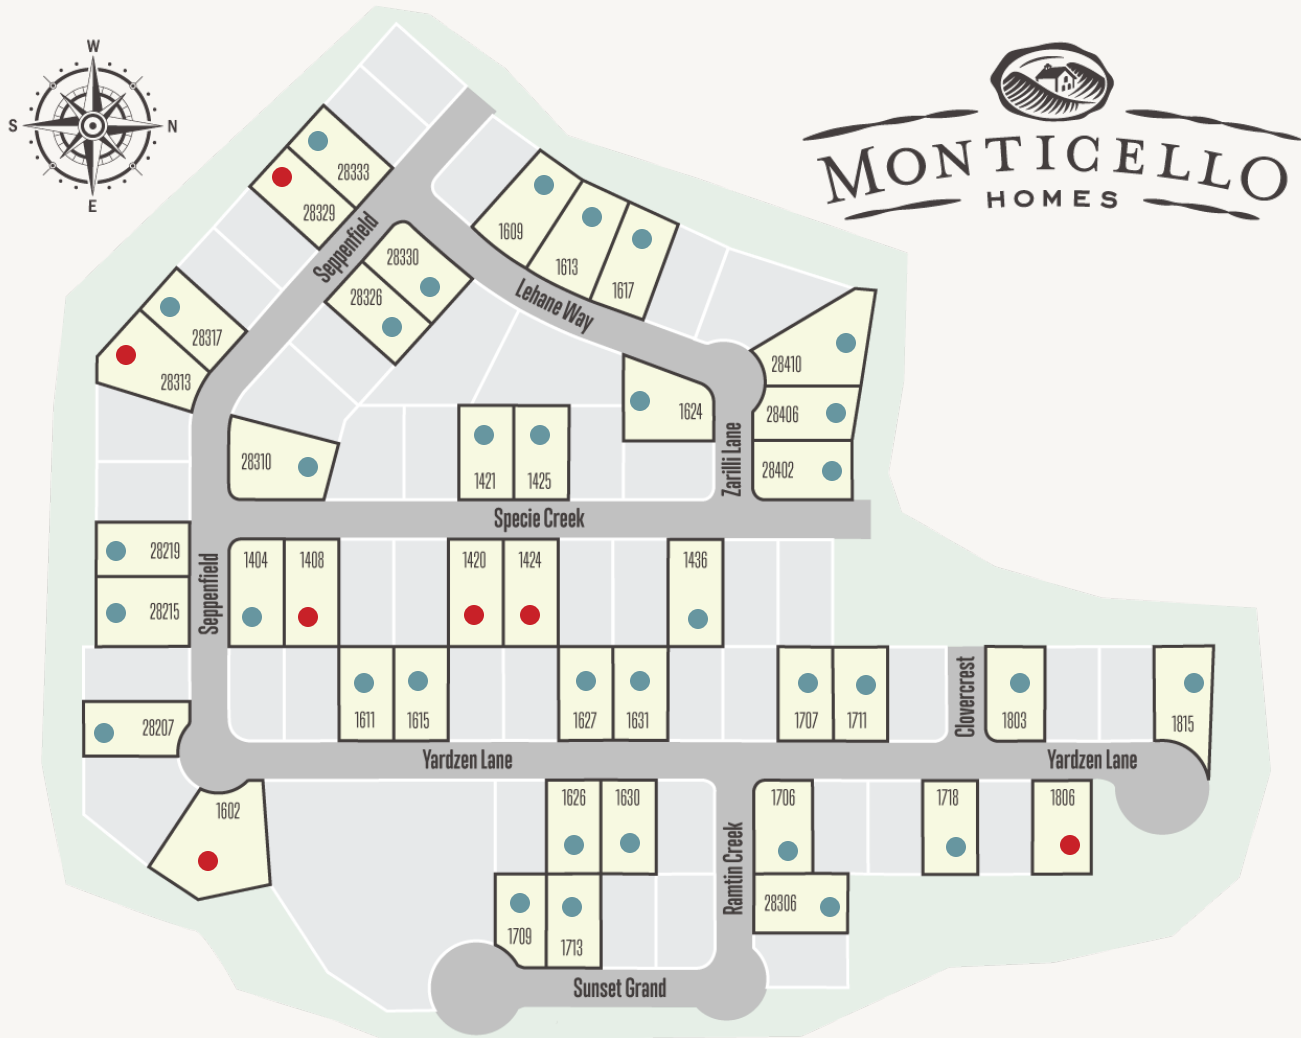 W
S
N
E
MONTICELLO
HOMES
28333
28329
Seppenfield
28330
28326
1609
1613
1617
Lehane Way
28317
28313
28410
28406
28402
1624
Zarilli Lane
28310
1421
1425
Specie Creek
28219
28215
Seppenfield
1404
1408
1420
1424
1436
1611
1615
1627
1631
1707
1711
Clovercrest
1803
1815
28207
Yardzen Lane
Yardzen Lane
1602
1626
1630
1706
1718
1806
Ramtin Creek
28306
1709
1713
Sunset Grand